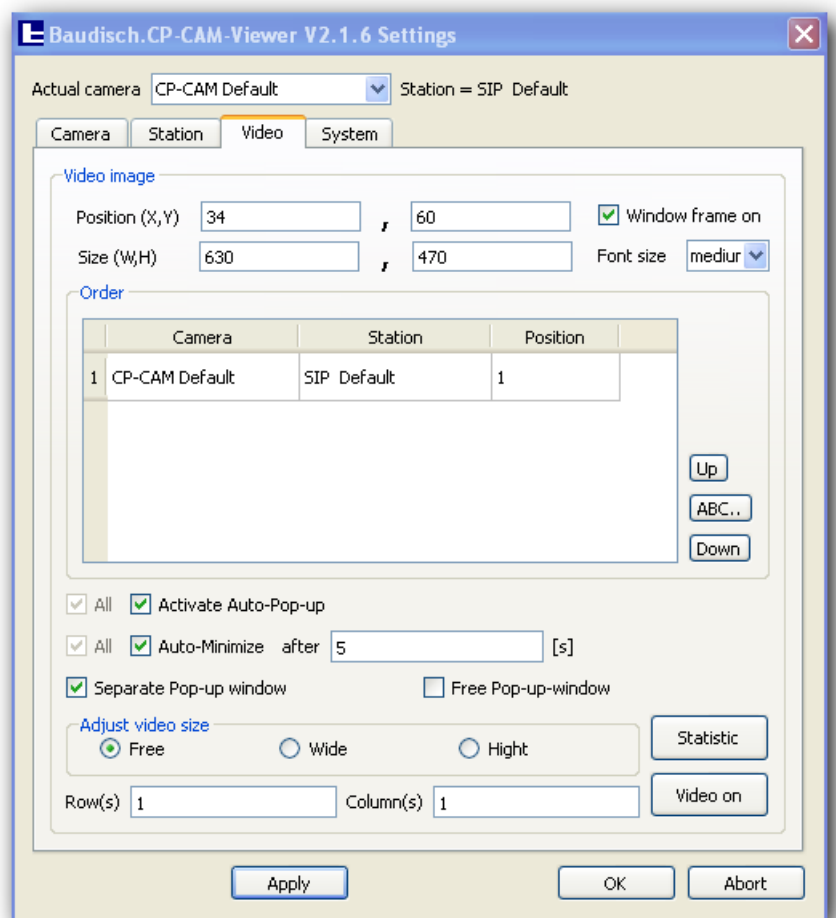 Baudisch.CP-CAM-Viewer V2.1.6 Settings
Actual camera CP-CAM Default Station = SIP Default
Camera Station Video System
Video image
Position (X,Y) 34 , 60 Window frame on
Size (W,H) 630 , 470 Font size mediur
Order
Camera Station Position
1 CP-CAM Default SIP Default 1
Up
ABC..
Down
All Activate Auto-Pop-up
All Auto-Minimize after 5 [s]
Separate Pop-up window Free Pop-up-window
Adjust video size
Free Wide Hight Statistic
Row(s) 1 Column(s) 1 Video on
Apply OK Abort